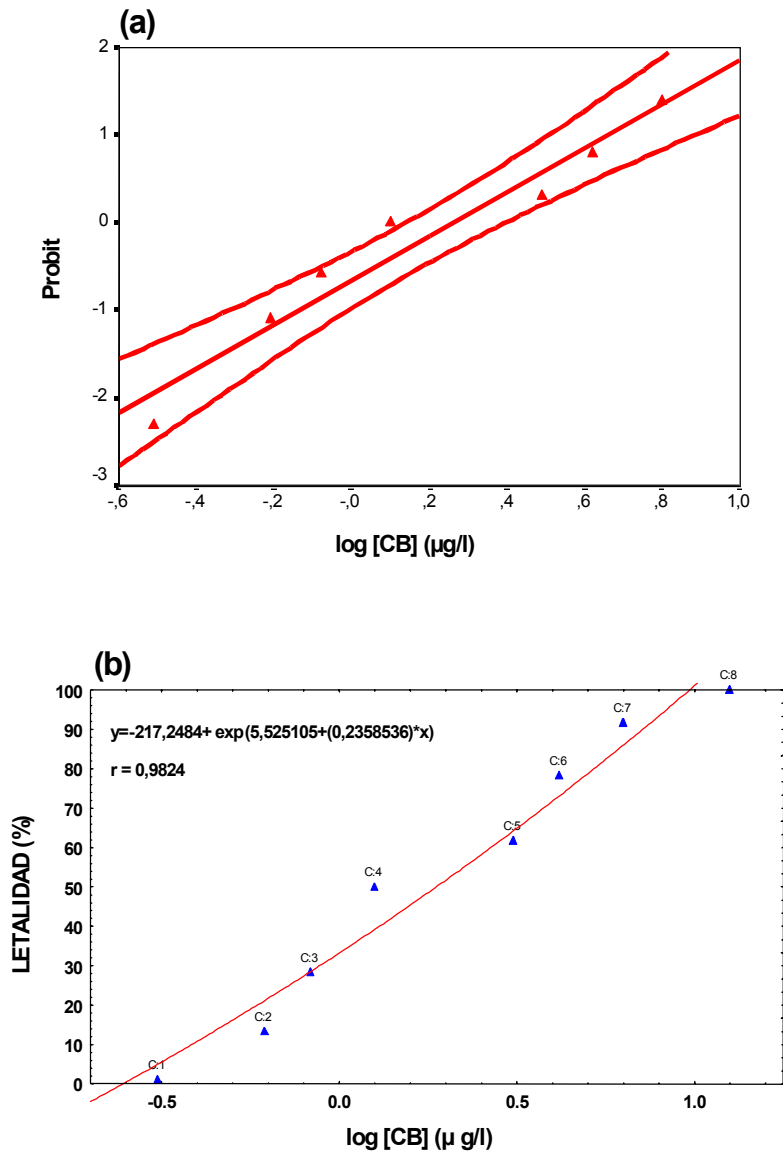 (a)
2
1
0
-1
-2
-3
Probit
-,6 -,4 -,2 -,0 ,2 ,4 ,6 ,8 1,0
log [CB] (µg/l)
(b)
100
90
80
70
60
50
40
30
20
10
0
LETALIDAD (%)
y=-217,2484+ exp(5,525105+(0,2358536)*x)
r = 0,9824
C:8
C:7
C:6
C:5
C:4
C:3
C:2
C:1
-0.5 0.0 0.5 1.0
log [CB] (µ g/l)